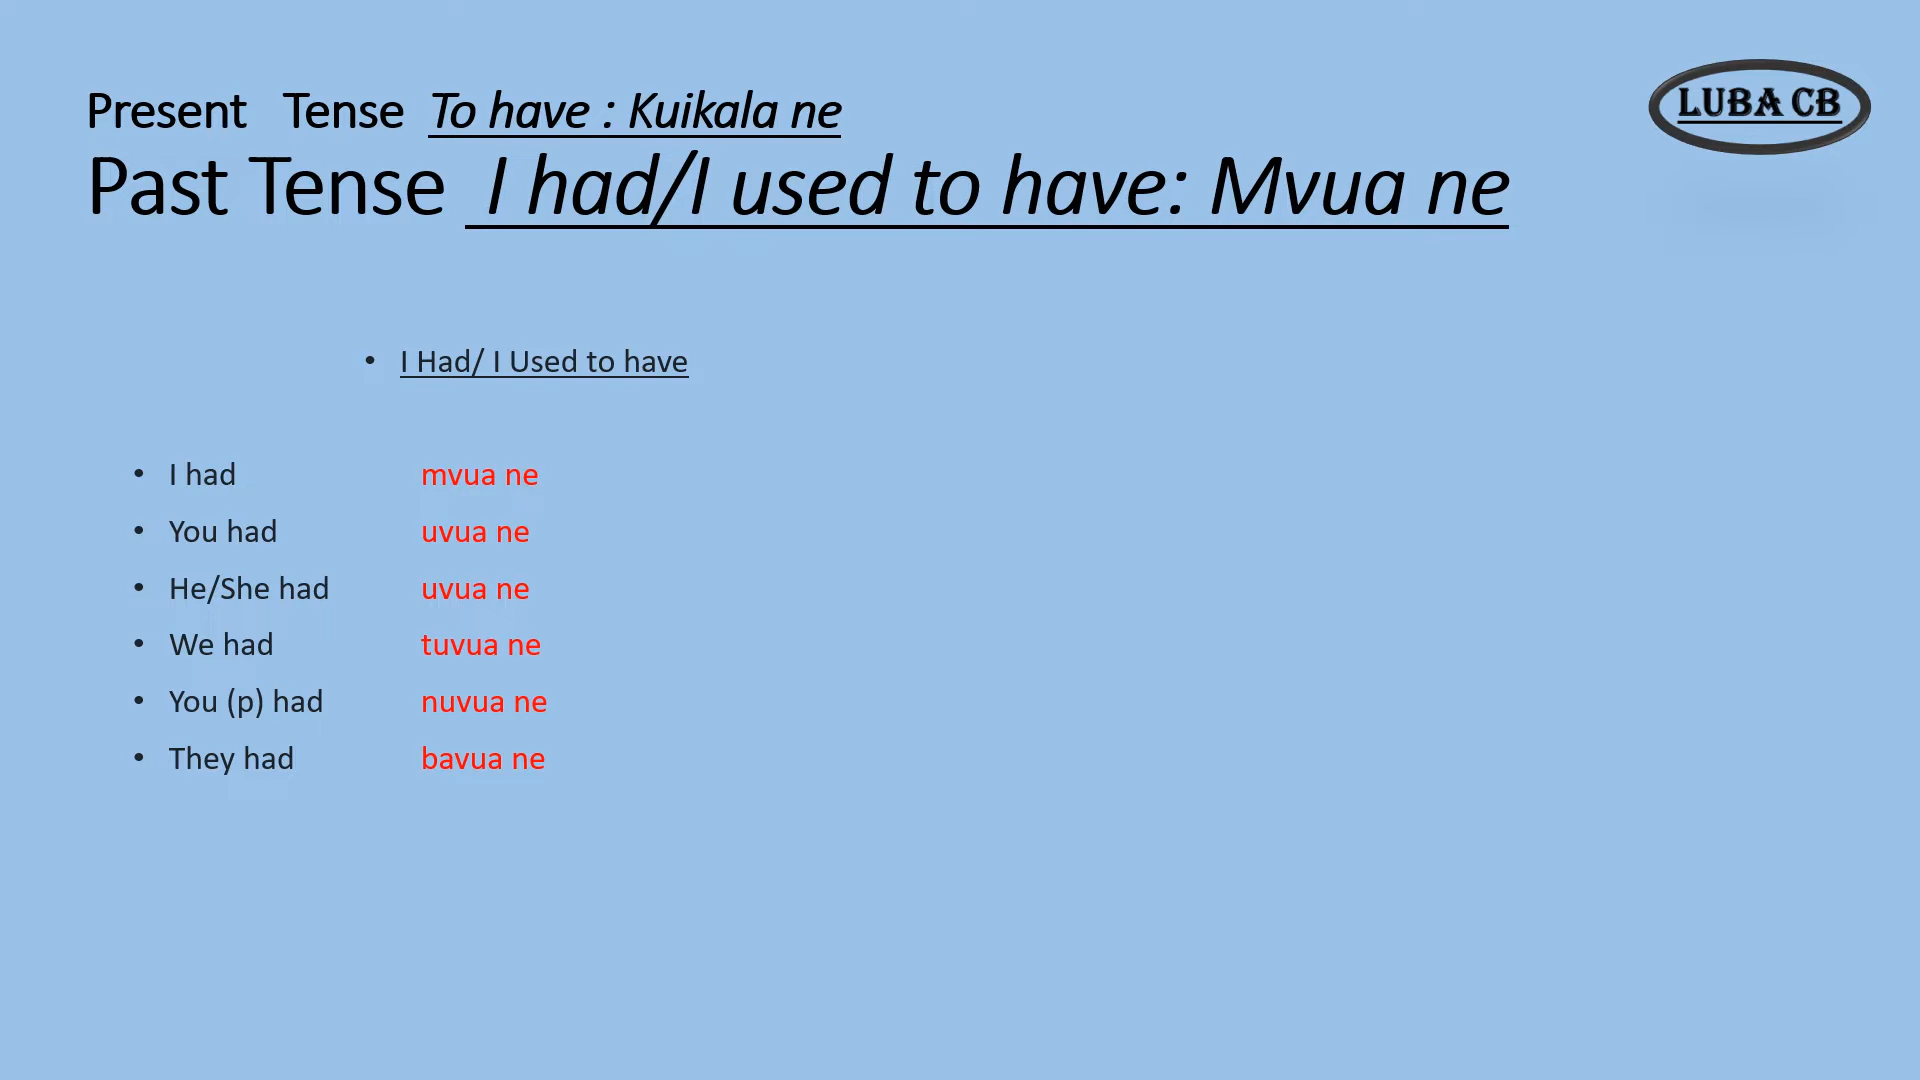 Present Tense To have : Kuikala ne
LUBA CB
Past Tense I had/I used to have: Mvua ne
• I Had/ I Used to have
• I had mvua ne
• You had uvua ne
• He/She had uvua ne
• We had tuvua ne
• You (p) had nuvua ne
• They had bavua ne